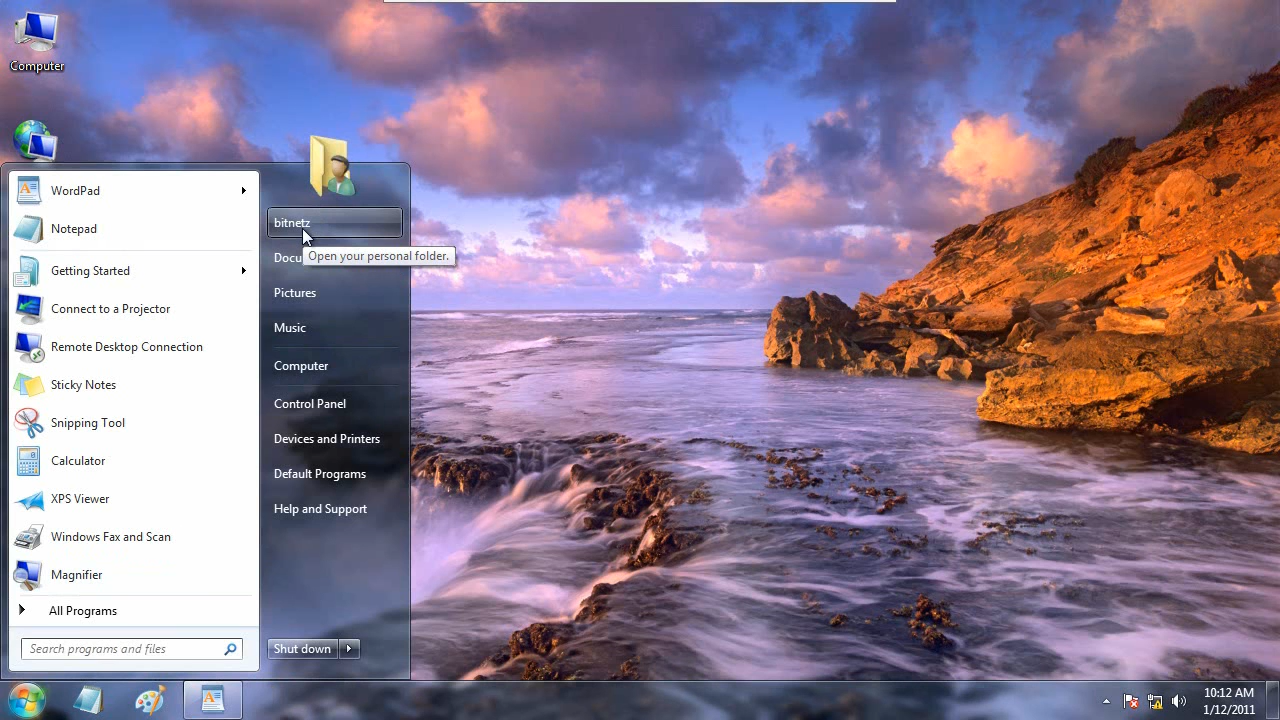 Computer
WordPad
Notepad
Getting Started
Connect to a Projector
Remote Desktop Connection
Sticky Notes
Snipping Tool
Calculator
XPS Viewer
Windows Fax and Scan
Magnifier
All Programs
Search programs and files
bitnetz
Open your personal folder.
Docu
Pictures
Music
Computer
Control Panel
Devices and Printers
Default Programs
Help and Support
Shut down
10:12 AM
1/12/2011